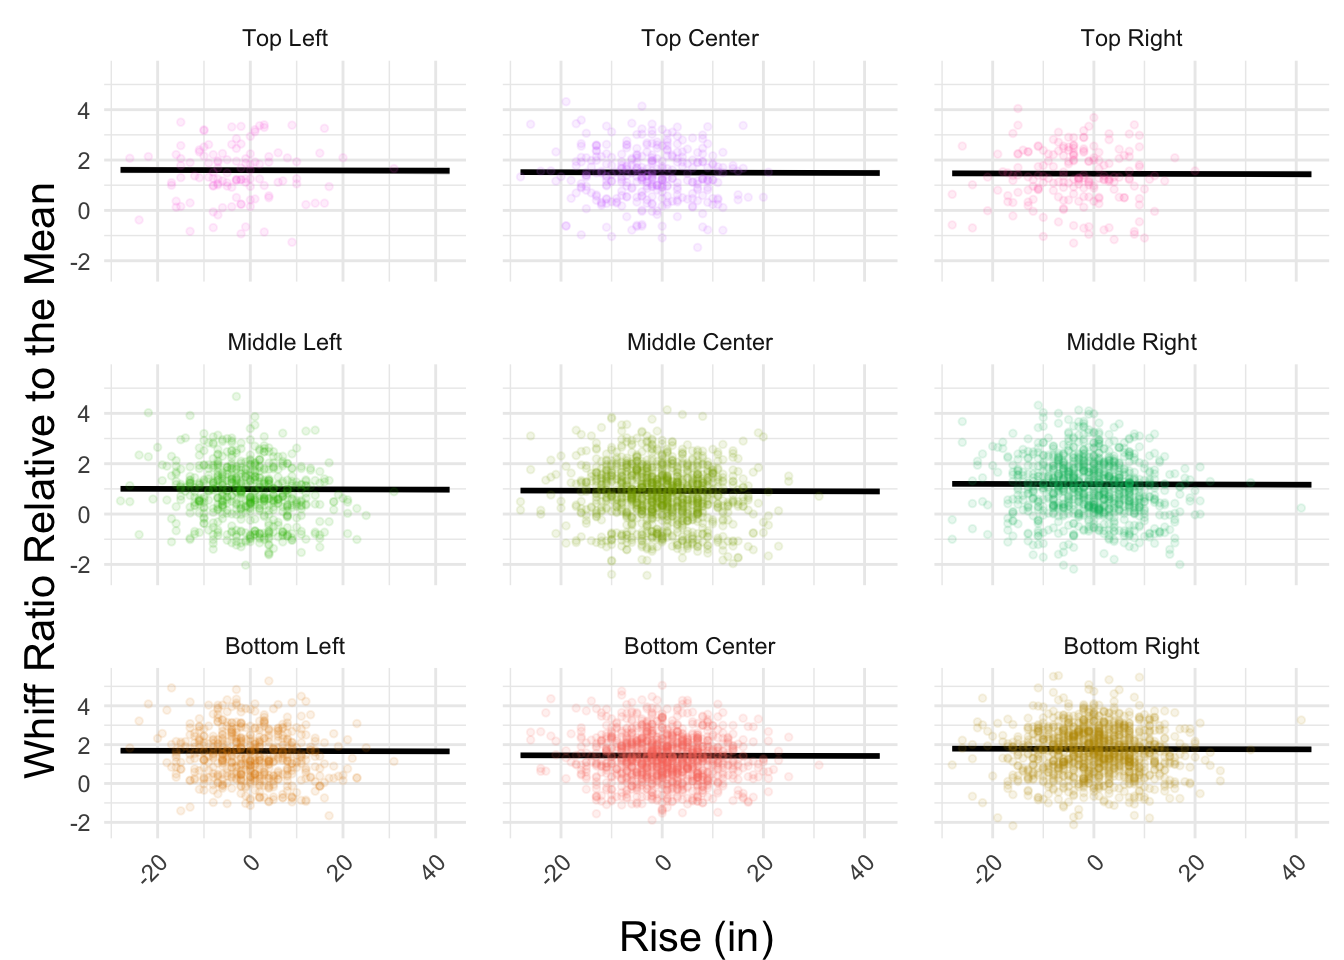 Top Left
Top Center
Top Right
4
2
0
-2
Middle Left
Middle Center
Middle Right
4
2
0
-2
Bottom Left
Bottom Center
Bottom Right
4
2
0
-2
-20 0 20 40
-20 0 20 40
-20 0 20 40
Rise (in)
Whiff Ratio Relative to the Mean